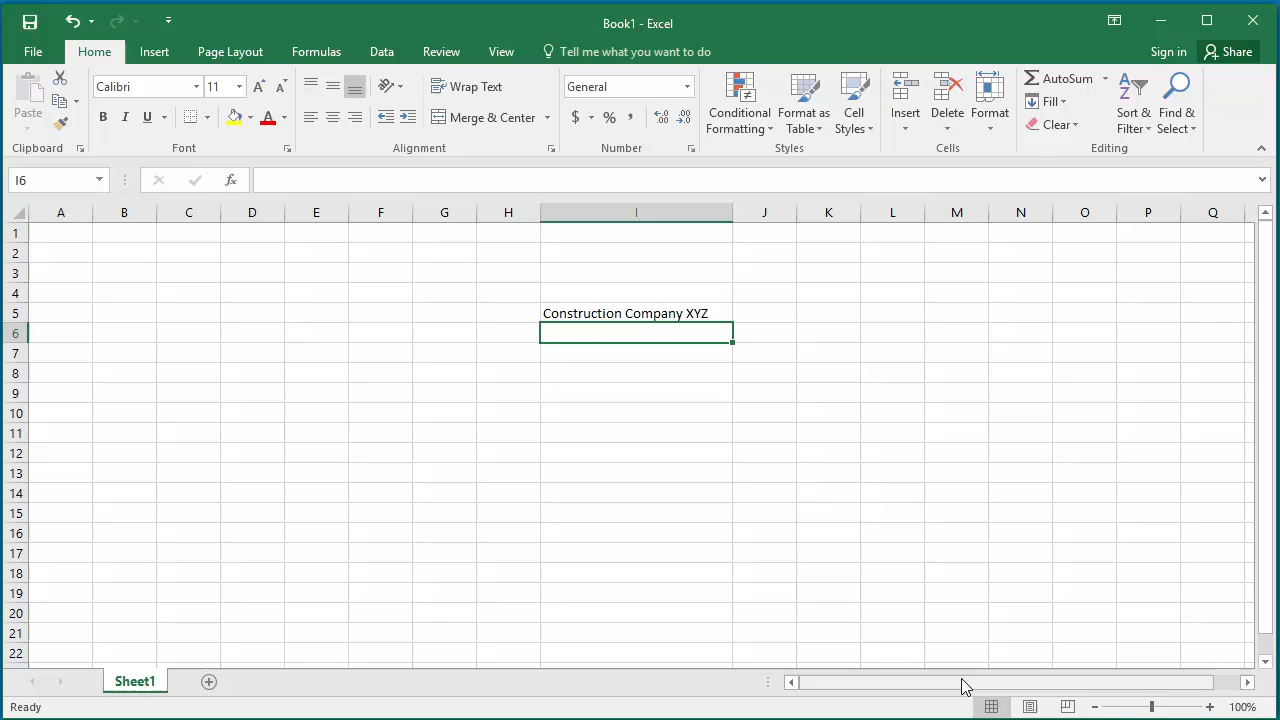 Book1 - Excel
File Home Insert Page Layout Formulas Data Review View Tell me what you want to do Sign in Share
Calibri 11 Wrap Text General AutoSum
Paste B I U Merge & Center $ % , Conditional Formatting Format as Table Cell Styles Insert Delete Format Fill Clear Sort & Filter Find & Select
Clipboard Font Alignment Number Styles Cells Editing
I6 fx
A B C D E F G H I J K L M N O P Q
1
2
3
4
5 Construction Company XYZ
6
7
8
9
10
11
12
13
14
15
16
17
18
19
20
21
22
Sheet1
Ready 100%